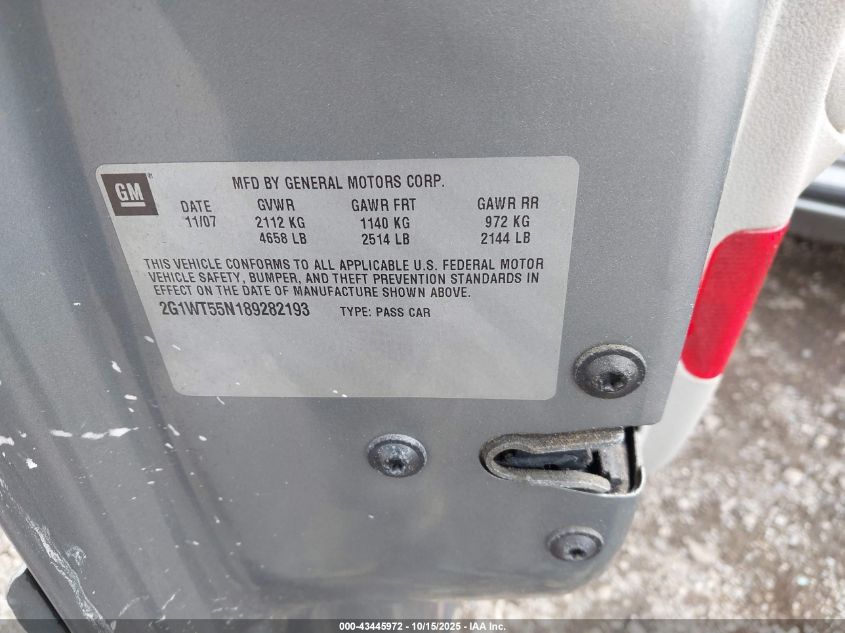 GM
MFD BY GENERAL MOTORS CORP.
DATE GVWR GAWR FRT GAWR RR
11/07 2112 KG 1140 KG 972 KG
4658 LB 2514 LB 2144 LB
THIS VEHICLE CONFORMS TO ALL APPLICABLE U.S. FEDERAL MOTOR
VEHICLE SAFETY, BUMPER, AND THEFT PREVENTION STANDARDS IN
EFFECT ON THE DATE OF MANUFACTURE SHOWN ABOVE.
2G1WT55N189282193 TYPE: PASS CAR
000-43445972 - 10/15/2025 - IAA Inc.